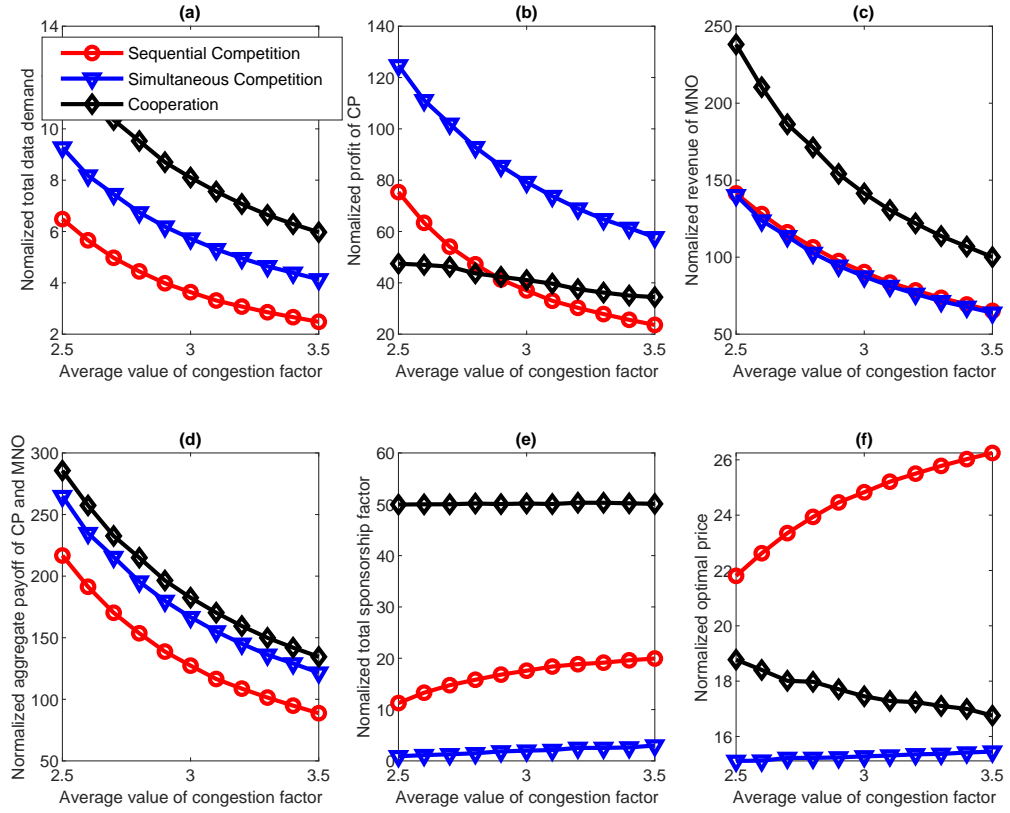 (a)
14
10
8
6
4
2
Nomalized total data demand
Sequential Competition
Simultaneous Competition
Cooperation
2.5 3 3.5
Average value of congestion factor
(b)
140
120
100
80
60
40
20
Nomalized profit of CP
2.5 3 3.5
Average value of congestion factor
(c)
250
200
150
100
50
Nomalized revenue of MNO
2.5 3 3.5
Average value of congestion factor
(d)
300
250
200
150
100
50
Normalized aggregate payoff of CP and MNO
2.5 3 3.5
Average value of congestion factor
(e)
60
50
40
30
20
10
0
Nomalized total sponsorship factor
2.5 3 3.5
Average value of congestion factor
(f)
26
24
22
20
18
16
Normalized optimal price
2.5 3 3.5
Average value of congestion factor